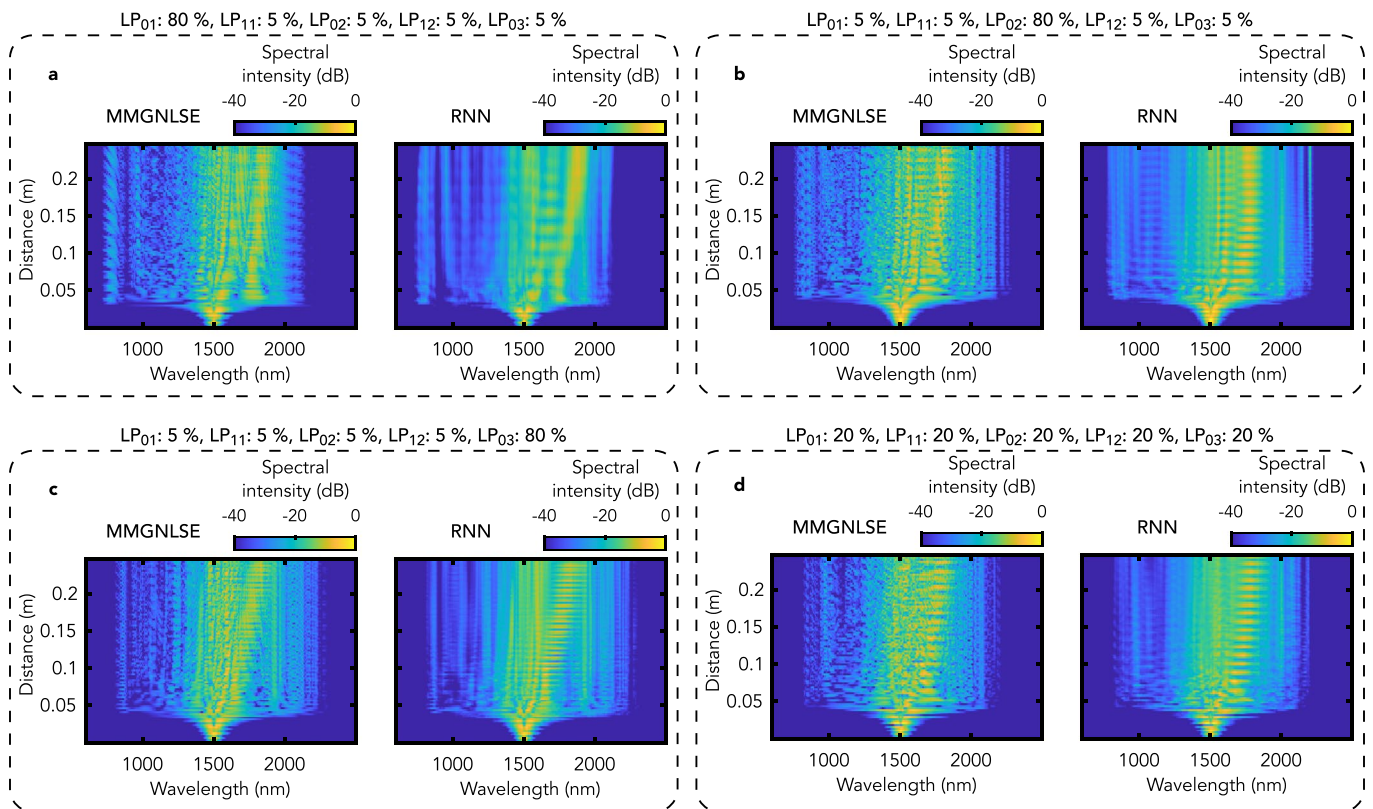 LP01: 80 %, LP11: 5 %, LP02: 5 %, LP12: 5 %, LP03: 5 %
a
Spectral
intensity (dB)
-40 -20 0
MMGNLSE
Spectral
intensity (dB)
-40 -20 0
RNN
Distance (m)
0.2
0.15
0.1
0.05
1000 1500 2000
Wavelength (nm)
1000 1500 2000
Wavelength (nm)
LP01: 5 %, LP11: 5 %, LP02: 80 %, LP12: 5 %, LP03: 5 %
b
Spectral
intensity (dB)
-40 -20 0
MMGNLSE
Spectral
intensity (dB)
-40 -20 0
RNN
Distance (m)
0.2
0.15
0.1
0.05
1000 1500 2000
Wavelength (nm)
1000 1500 2000
Wavelength (nm)
LP01: 5 %, LP11: 5 %, LP02: 5 %, LP12: 5 %, LP03: 80 %
c
Spectral
intensity (dB)
-40 -20 0
MMGNLSE
Spectral
intensity (dB)
-40 -20 0
RNN
Distance (m)
0.2
0.15
0.1
0.05
1000 1500 2000
Wavelength (nm)
1000 1500 2000
Wavelength (nm)
LP01: 20 %, LP11: 20 %, LP02: 20 %, LP12: 20 %, LP03: 20 %
d
Spectral
intensity (dB)
-40 -20 0
MMGNLSE
Spectral
intensity (dB)
-40 -20 0
RNN
Distance (m)
0.2
0.15
0.1
0.05
1000 1500 2000
Wavelength (nm)
1000 1500 2000
Wavelength (nm)